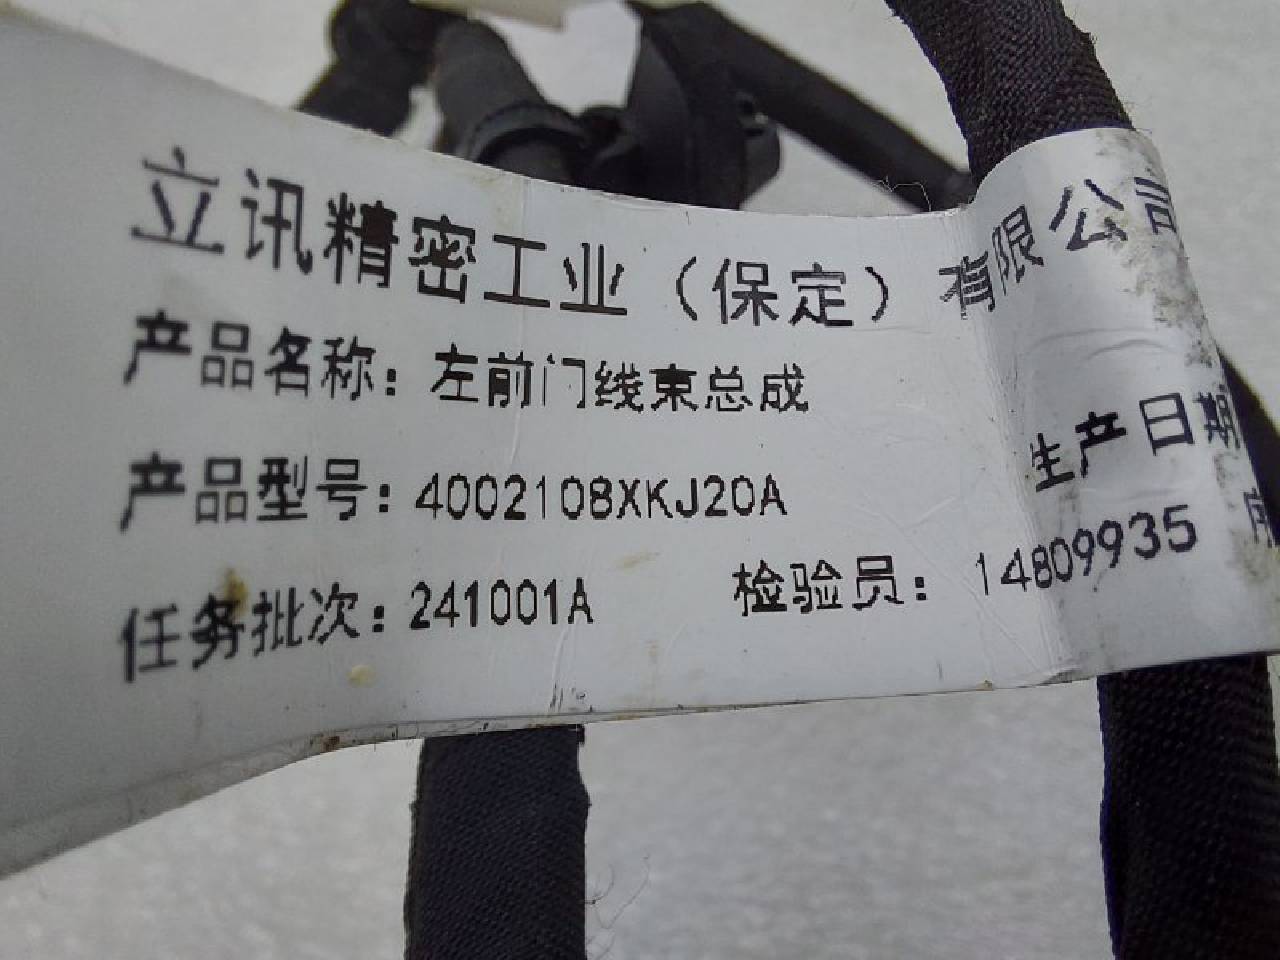 立讯精密工业（保定）有限公司
产品名称：左前门线束总成
产品型号：4002108XKJ20A 生产日期
任务批次：241001A 检验员：14809935